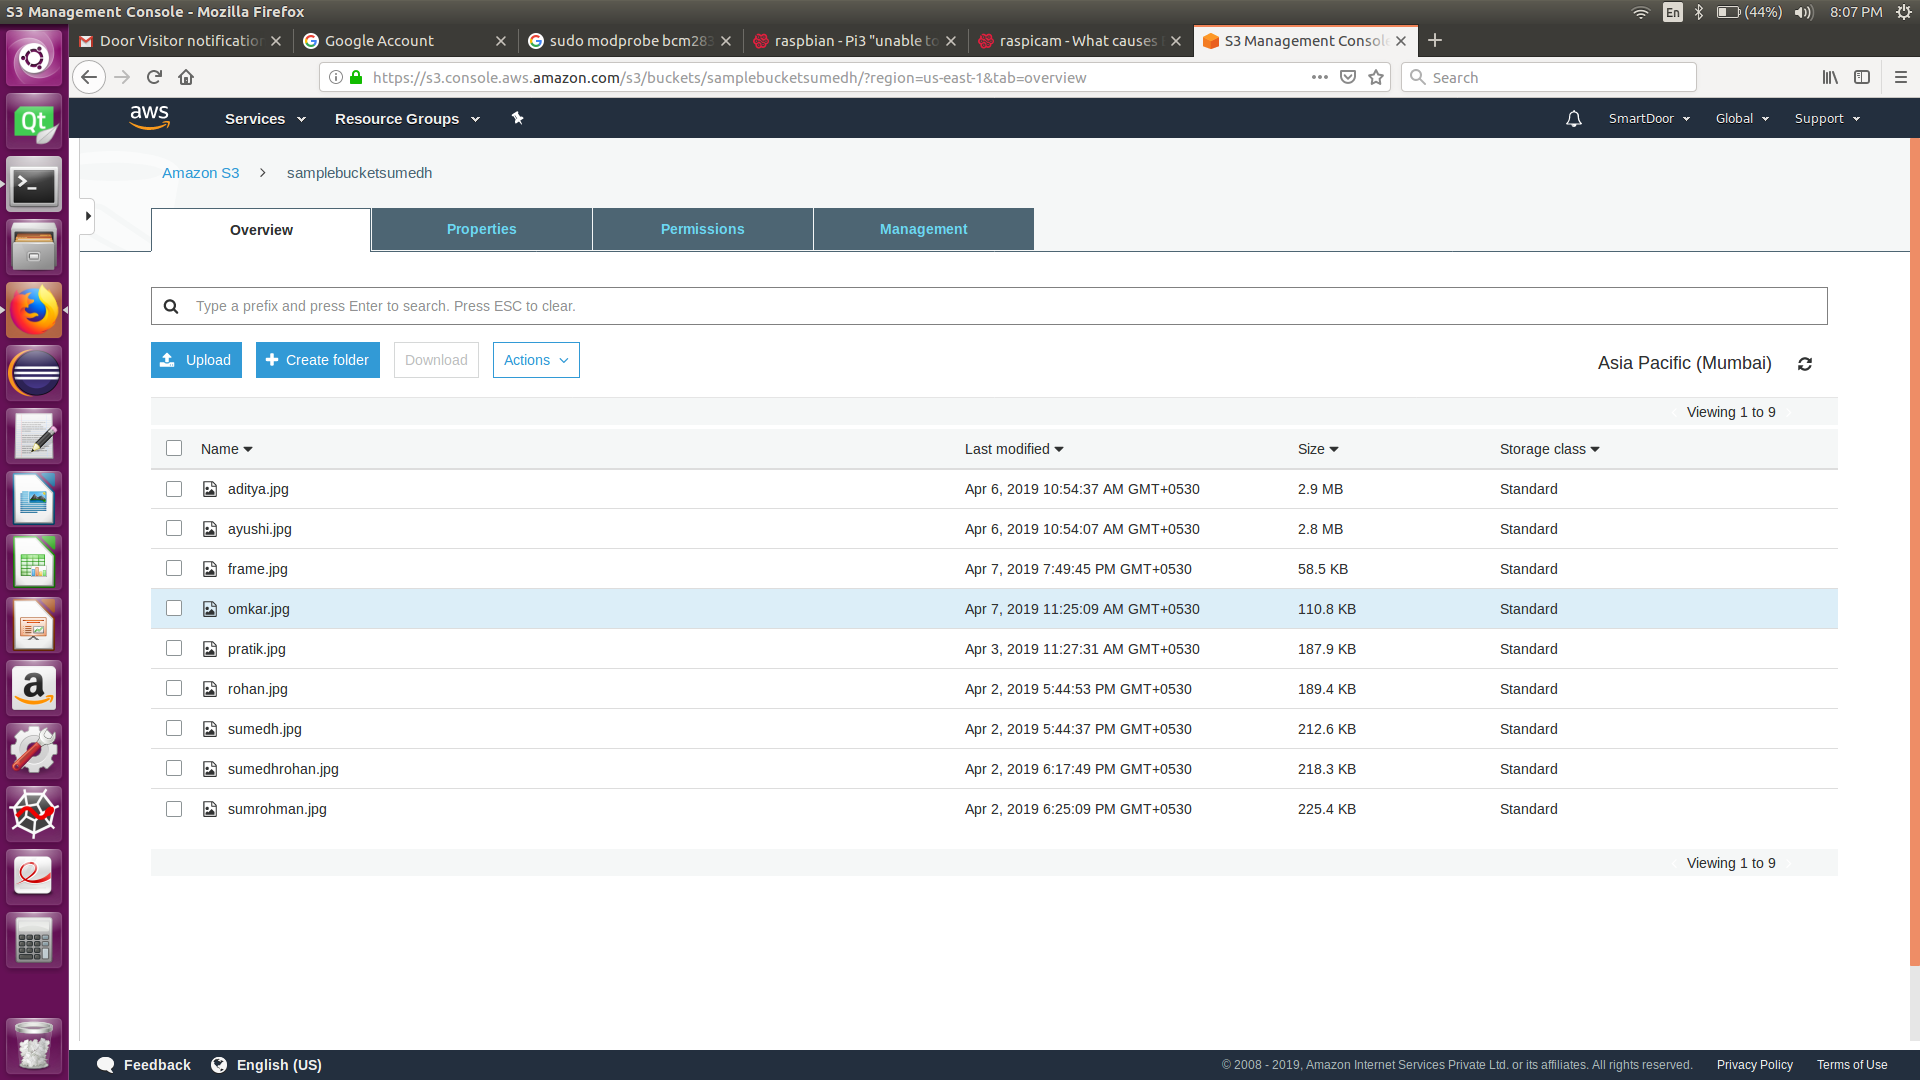 S3 Management Console - Mozilla Firefox
En (44%) 8:07 PM
Door Visitor notificatio Google Account sudo modprobe bcm283 raspbian - Pi3 "unable to raspicam - What causes S3 Management Console
https://s3.console.aws.amazon.com/s3/buckets/samplebucketsumedh/?region=us-east-1&tab=overview Search
aws Services Resource Groups SmartDoor Global Support
Amazon S3 samplebucketsumedh
Overview Properties Permissions Management
Type a prefix and press Enter to search. Press ESC to clear.
Upload Create folder Download Actions Asia Pacific (Mumbai)
Viewing 1 to 9
Name Last modified Size Storage class
aditya.jpg Apr 6, 2019 10:54:37 AM GMT+0530 2.9 MB Standard
ayushi.jpg Apr 6, 2019 10:54:07 AM GMT+0530 2.8 MB Standard
frame.jpg Apr 7, 2019 7:49:45 PM GMT+0530 58.5 KB Standard
omkar.jpg Apr 7, 2019 11:25:09 AM GMT+0530 110.8 KB Standard
pratik.jpg Apr 3, 2019 11:27:31 AM GMT+0530 187.9 KB Standard
rohan.jpg Apr 2, 2019 5:44:53 PM GMT+0530 189.4 KB Standard
sumedh.jpg Apr 2, 2019 5:44:37 PM GMT+0530 212.6 KB Standard
sumedhrohan.jpg Apr 2, 2019 6:17:49 PM GMT+0530 218.3 KB Standard
sumrohman.jpg Apr 2, 2019 6:25:09 PM GMT+0530 225.4 KB Standard
Viewing 1 to 9
Feedback English (US) © 2008 - 2019, Amazon Internet Services Private Ltd. or its affiliates. All rights reserved. Privacy Policy Terms of Use
Qt
a